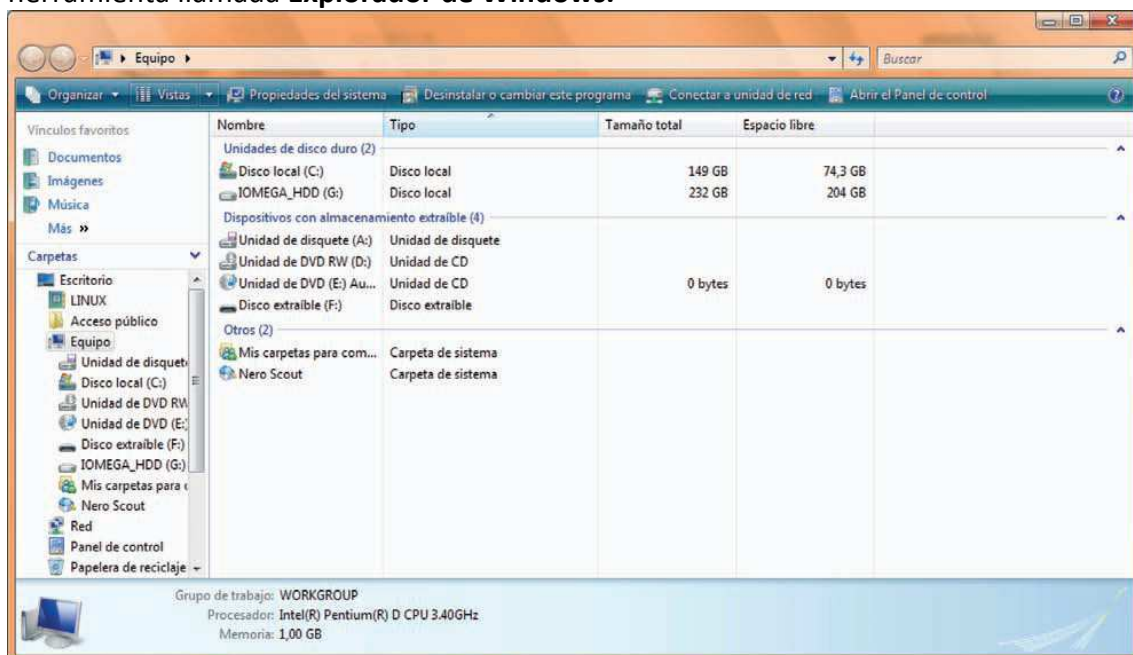 herramienta llamada Explorador de Windows.
Equipo
Buscar
Organizar Vistas Propiedades del sistema Desinstalar o cambiar este programa Conectar a unidad de red Abrir el Panel de control
Vínculos favoritos
Documentos
Imágenes
Música
Más »
Carpetas
Escritorio
LINUX
Acceso público
Equipo
Unidad de disquet
Disco local (C:)
Unidad de DVD RW
Unidad de DVD (E:)
Disco extraíble (F:)
IOMEGA_HDD (G:)
Mis carpetas para c
Nero Scout
Red
Panel de control
Papelera de reciclaje
Nombre Tipo Tamaño total Espacio libre
Unidades de disco duro (2)
Disco local (C:) Disco local 149 GB 74,3 GB
IOMEGA_HDD (G:) Disco local 232 GB 204 GB
Dispositivos con almacenamiento extraíble (4)
Unidad de disquete (A:) Unidad de disquete
Unidad de DVD RW (D:) Unidad de CD
Unidad de DVD (E:) Au... Unidad de CD 0 bytes 0 bytes
Disco extraíble (F:) Disco extraíble
Otros (2)
Mis carpetas para com... Carpeta de sistema
Nero Scout Carpeta de sistema
Grupo de trabajo: WORKGROUP
Procesador: Intel(R) Pentium(R) D CPU 3.40GHz
Memoria: 1,00 GB